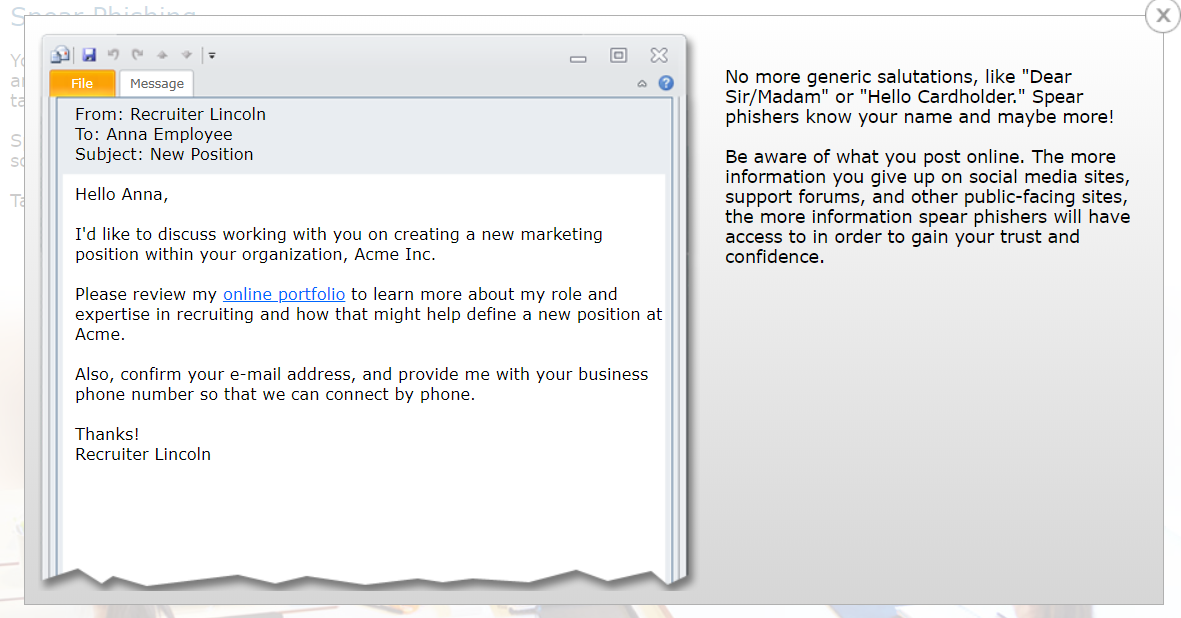 Spear Phishing
File
Message
From: Recruiter Lincoln
To: Anna Employee
Subject: New Position
Hello Anna,
I'd like to discuss working with you on creating a new marketing
position within your organization, Acme Inc.
Please review my online portfolio to learn more about my role and
expertise in recruiting and how that might help define a new position at
Acme.
Also, confirm your e-mail address, and provide me with your business
phone number so that we can connect by phone.
Thanks!
Recruiter Lincoln
No more generic salutations, like "Dear
Sir/Madam" or "Hello Cardholder." Spear
phishers know your name and maybe more!
Be aware of what you post online. The more
information you give up on social media sites,
support forums, and other public-facing sites,
the more information spear phishers will have
access to in order to gain your trust and
confidence.